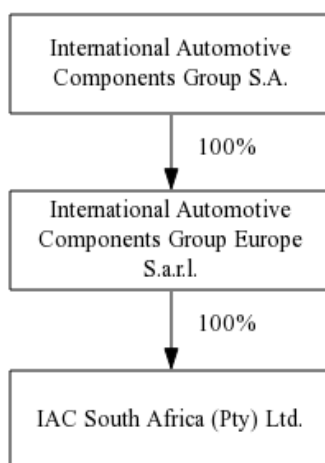 International Automotive
Components Group S.A.
100%
International Automotive
Components Group Europe
S.a.r.l.
100%
IAC South Africa (Pty) Ltd.